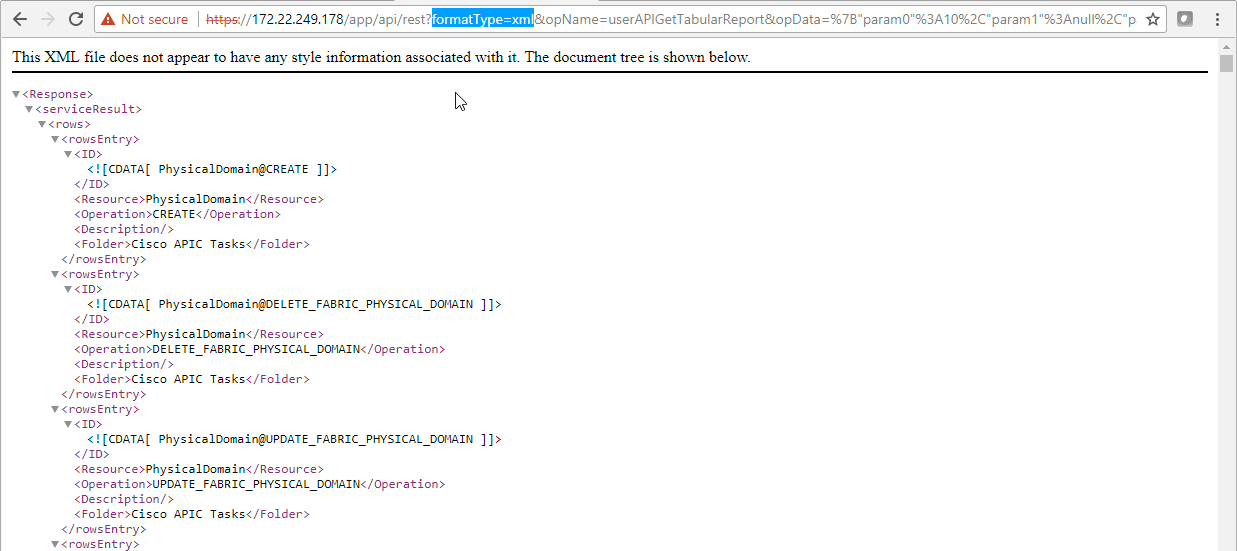 Not secure https://172.22.249.178/app/api/rest?formatType=xml&opName=userAPIGetTabularReport&opData=%7B"param0"%3A10%2C"param1"%3Anull%2C"p
This XML file does not appear to have any style information associated with it. The document tree is shown below.
▼<Response>
▼<serviceResult>
▼<rows>
▼<rowsEntry>
▼<ID>
<![CDATA[ PhysicalDomain@CREATE ]]>
</ID>
<Resource>PhysicalDomain</Resource>
<Operation>CREATE</Operation>
<Description/>
<Folder>Cisco APIC Tasks</Folder>
</rowsEntry>
▼<rowsEntry>
▼<ID>
<![CDATA[ PhysicalDomain@DELETE_FABRIC_PHYSICAL_DOMAIN ]]>
</ID>
<Resource>PhysicalDomain</Resource>
<Operation>DELETE_FABRIC_PHYSICAL_DOMAIN</Operation>
<Description/>
<Folder>Cisco APIC Tasks</Folder>
</rowsEntry>
▼<rowsEntry>
▼<ID>
<![CDATA[ PhysicalDomain@UPDATE_FABRIC_PHYSICAL_DOMAIN ]]>
</ID>
<Resource>PhysicalDomain</Resource>
<Operation>UPDATE_FABRIC_PHYSICAL_DOMAIN</Operation>
<Description/>
<Folder>Cisco APIC Tasks</Folder>
</rowsEntry>
▼<rowsEntry>